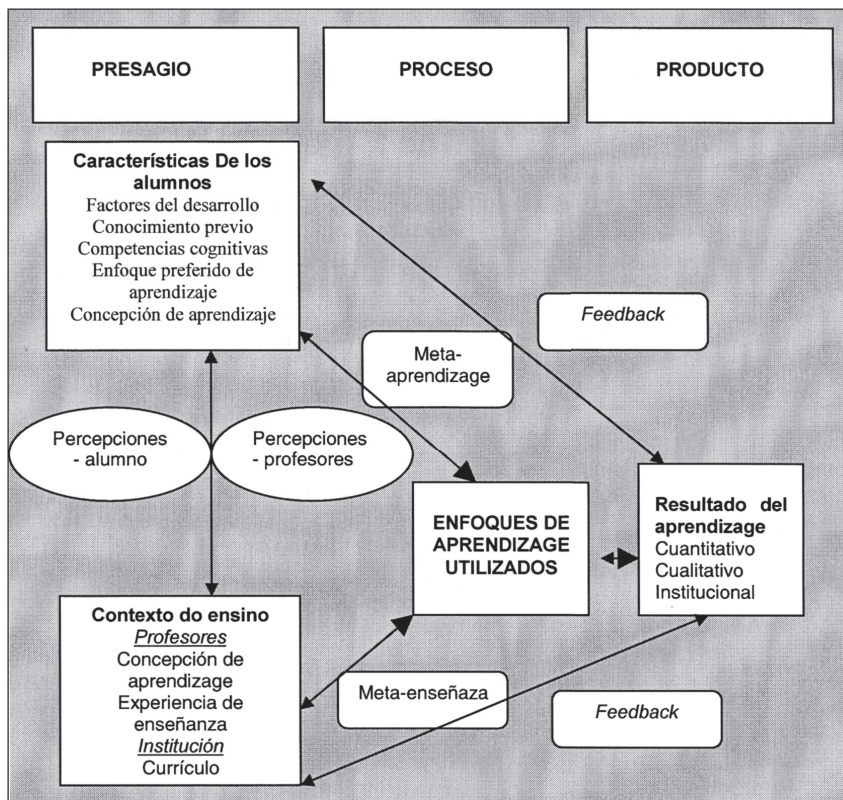 PRESAGIO
PROCESO
PRODUCTO
Características De los
alumnos
Factores del desarrollo
Conocimiento previo
Competencias cognitivas
Enfoque preferido de
aprendizaje
Concepción de aprendizaje
Feedback
Meta-
aprendizage
Percepciones
- alumno
Percepciones
- profesores
ENFOQUES DE
APRENDIZAGE
UTILIZADOS
Resultado del
aprendizage
Cuantitativo
Cualitativo
Institucional
Contexto do ensino
Profesores
Concepción de
aprendizage
Experiencia de
enseñanza
Institución
Currículo
Meta-enseñaza
Feedback